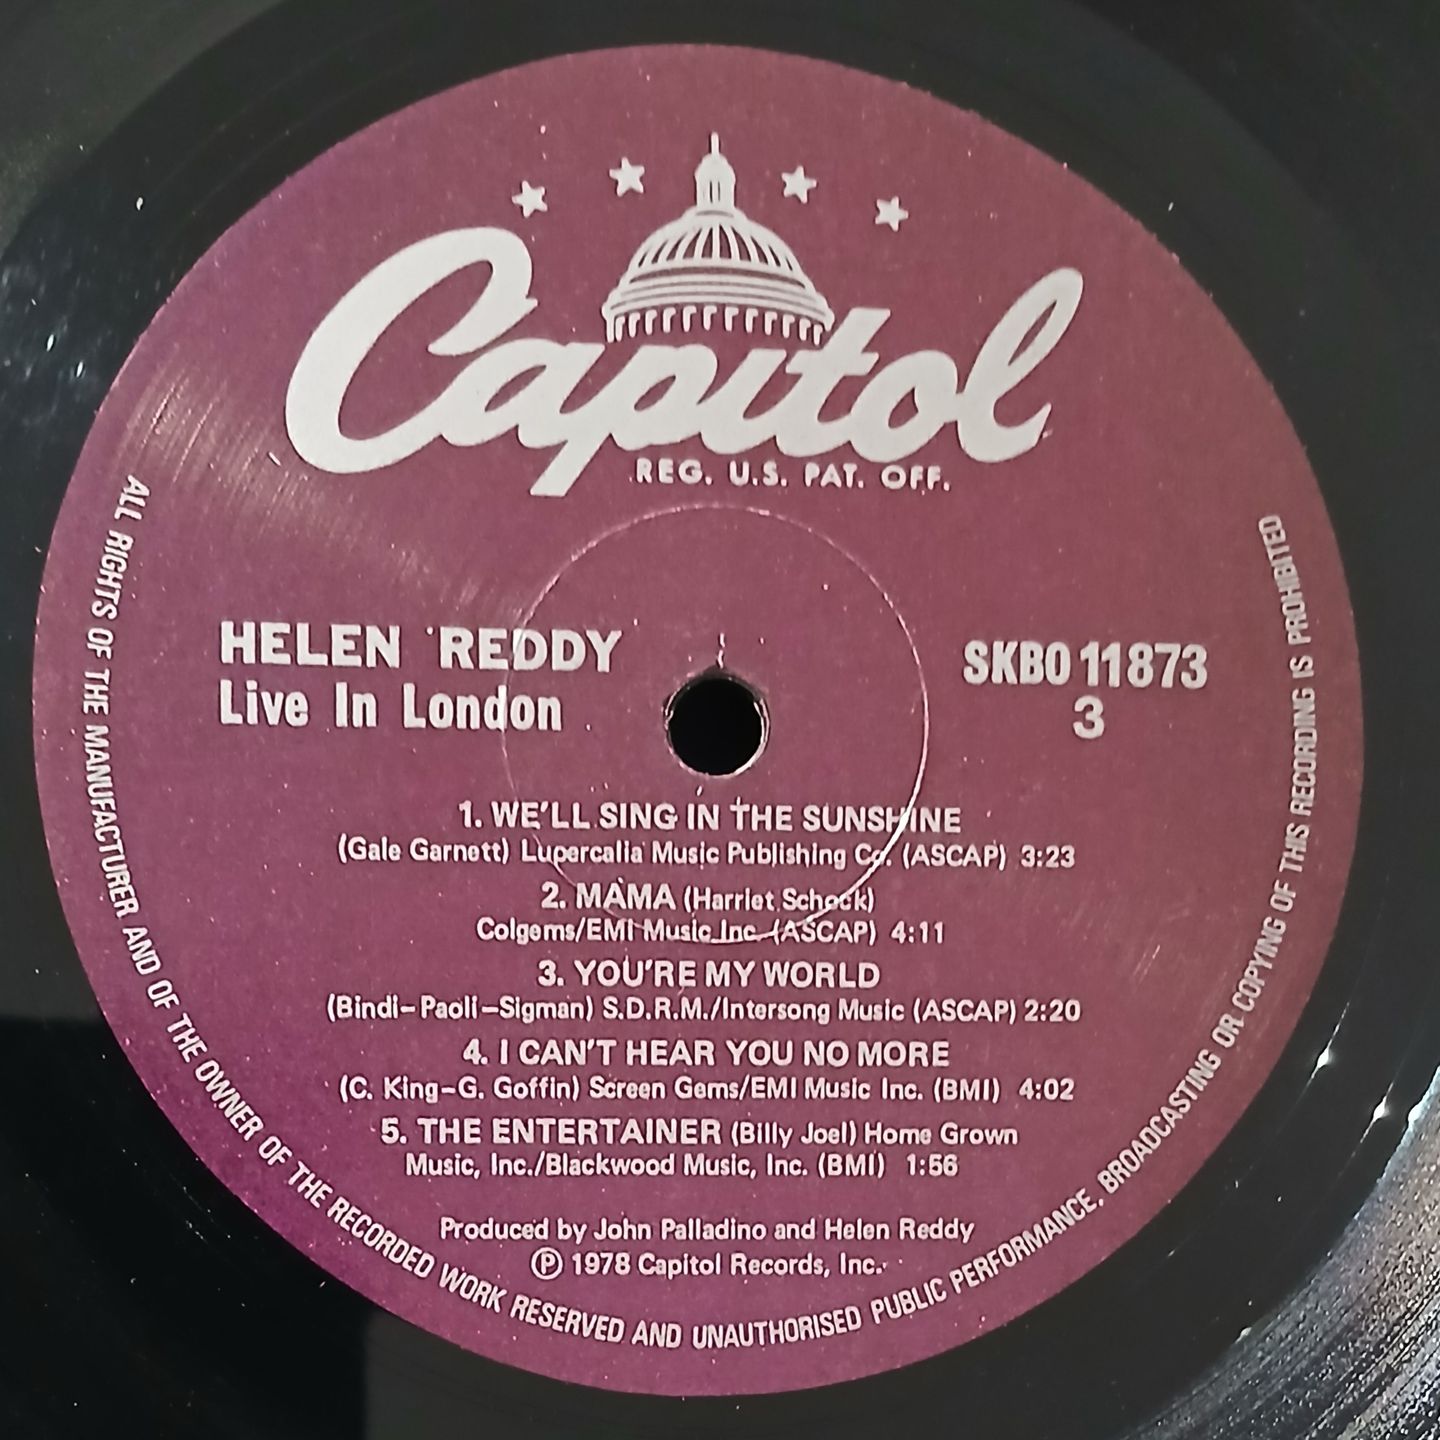 Capitol
REG. U.S. PAT. OFF.
HELEN REDDY
Live In London
SKBO 11873
3
1. WE'LL SING IN THE SUNSHINE
(Gale Garnett) Lupercalia Music Publishing Co. (ASCAP) 3:23
2. MAMA (Harriet Schock)
Colgems/EMI Music Inc. (ASCAP) 4:11
3. YOU'RE MY WORLD
(Bindi-Paoli-Sigman) S.D.R.M./Intersong Music (ASCAP) 2:20
4. I CAN'T HEAR YOU NO MORE
(C. King-G. Goffin) Screen Gems/EMI Music Inc. (BMI) 4:02
5. THE ENTERTAINER (Billy Joel) Home Grown
Music, Inc./Blackwood Music, Inc. (BMI) 1:56
Produced by John Palladino and Helen Reddy
Ⓟ 1978 Capitol Records, Inc.
ALL RIGHTS OF THE MANUFACTURER AND OF THE OWNER OF THE RECORDED WORK RESERVED AND UNAUTHORISED PUBLIC PERFORMANCE, BROADCASTING OR COPYING OF THIS RECORDING IS PROHIBITED